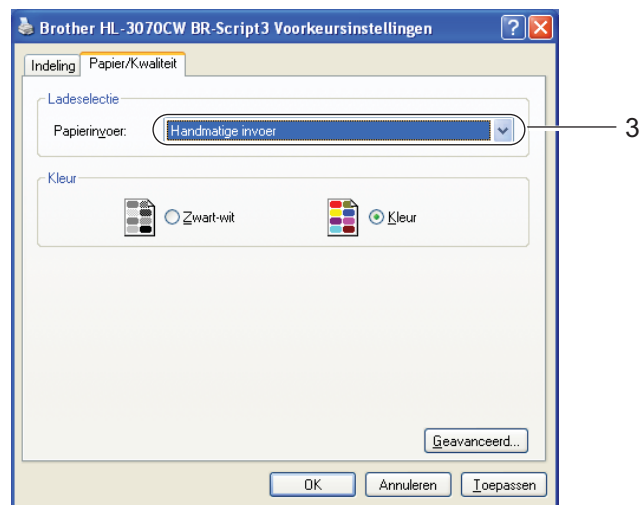 Brother HL-3070CW BR-Script3 Voorkeursinstellingen
Indeling Papier/Kwaliteit
Ladeselectie
Papierinvoer: Handmatige invoer 3
Kleur
Zwart-wit Kleur
Geavanceerd...
OK Annuleren Toepassen